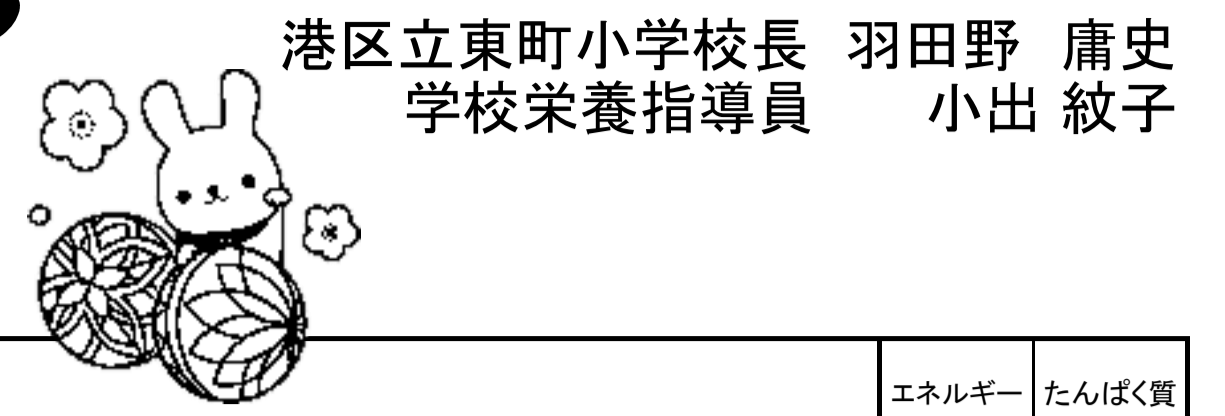 港区立東町小学校長　羽田野　庸史
学校栄養指導員　小出 紋子
エネルギー　たんぱく質